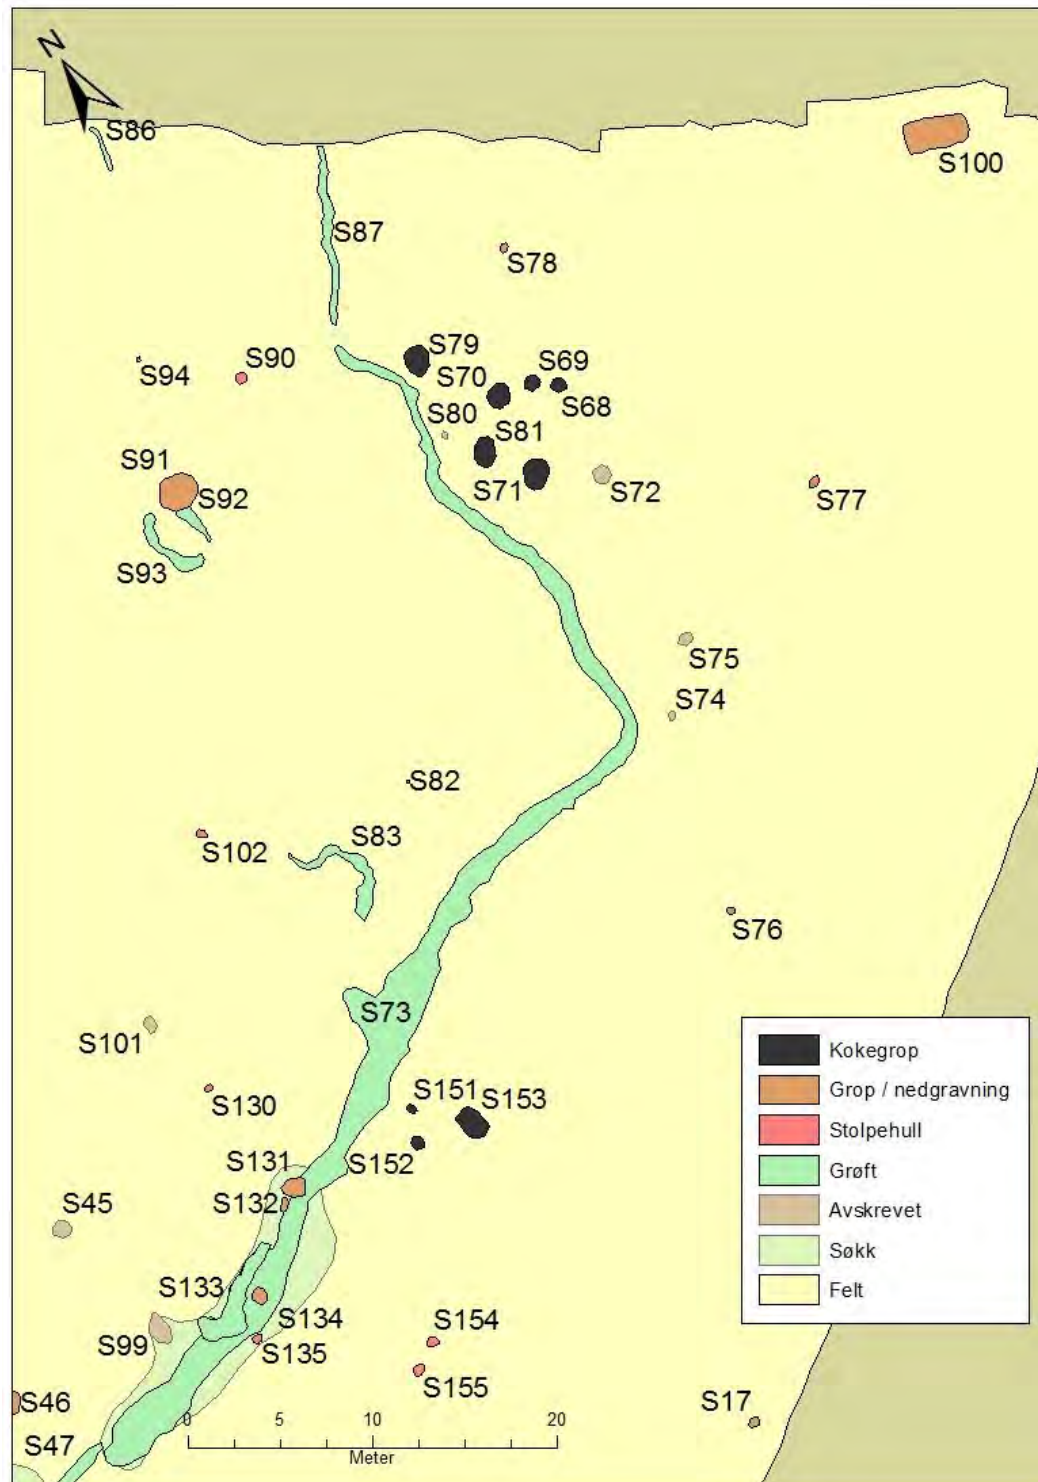 N
S86
S100
S87
S78
S79
S69
S90
S94
S70
S68
S80
S81
S91
S92
S71
S72
S77
S93
S75
S74
S82
S102
S83
S76
S73
S101
S151
S153
S130
S131
S152
S132
S45
S133
S134
S154
S99
S135
S155
S46
S17
S47
0 5 10 20
Meter
Kokegrop
Grop / nedgravning
Stolpehull
Grøft
Avskrevet
Søkk
Felt